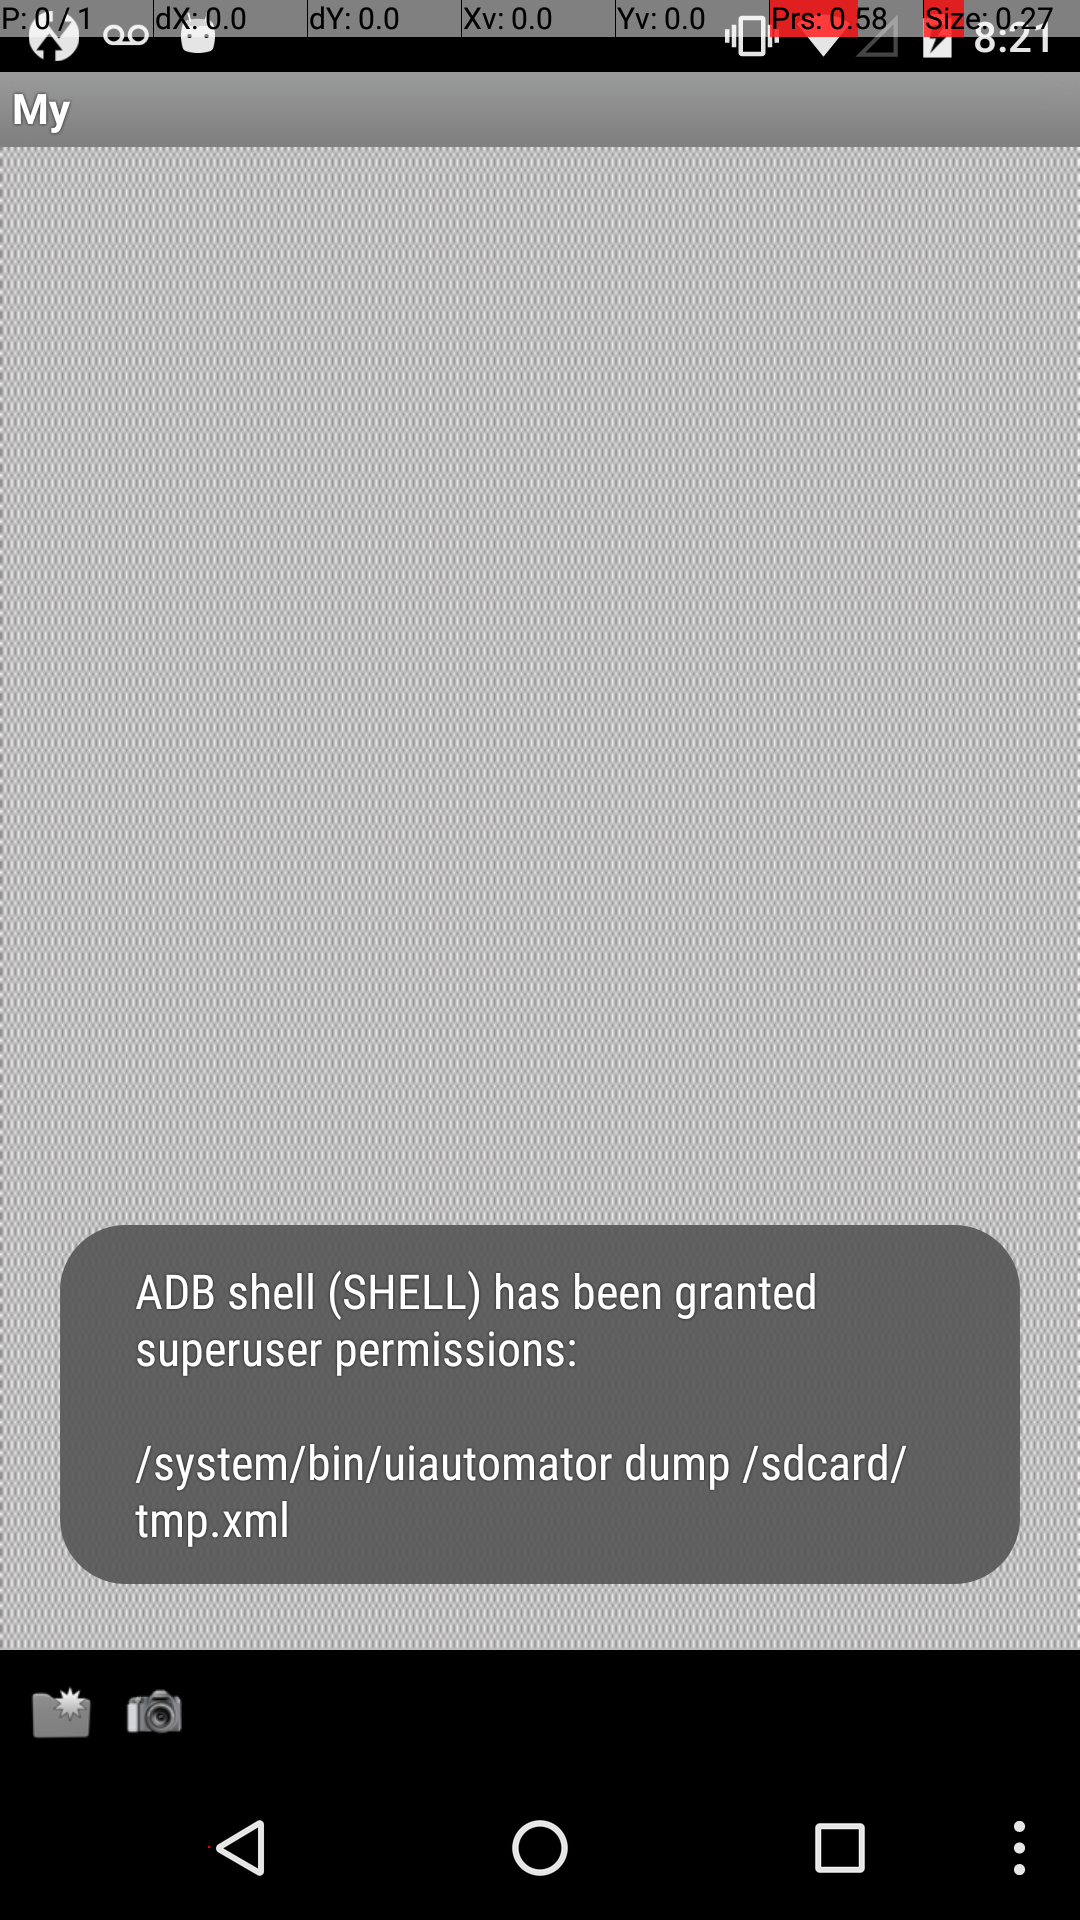 P: 0 / 1 dX: 0.0 dY: 0.0 Xv: 0.0 Yv: 0.0 Prs: 0.58 Size: 0.27
8:21
My
ADB shell (SHELL) has been granted
superuser permissions:
/system/bin/uiautomator dump /sdcard/
tmp.xml